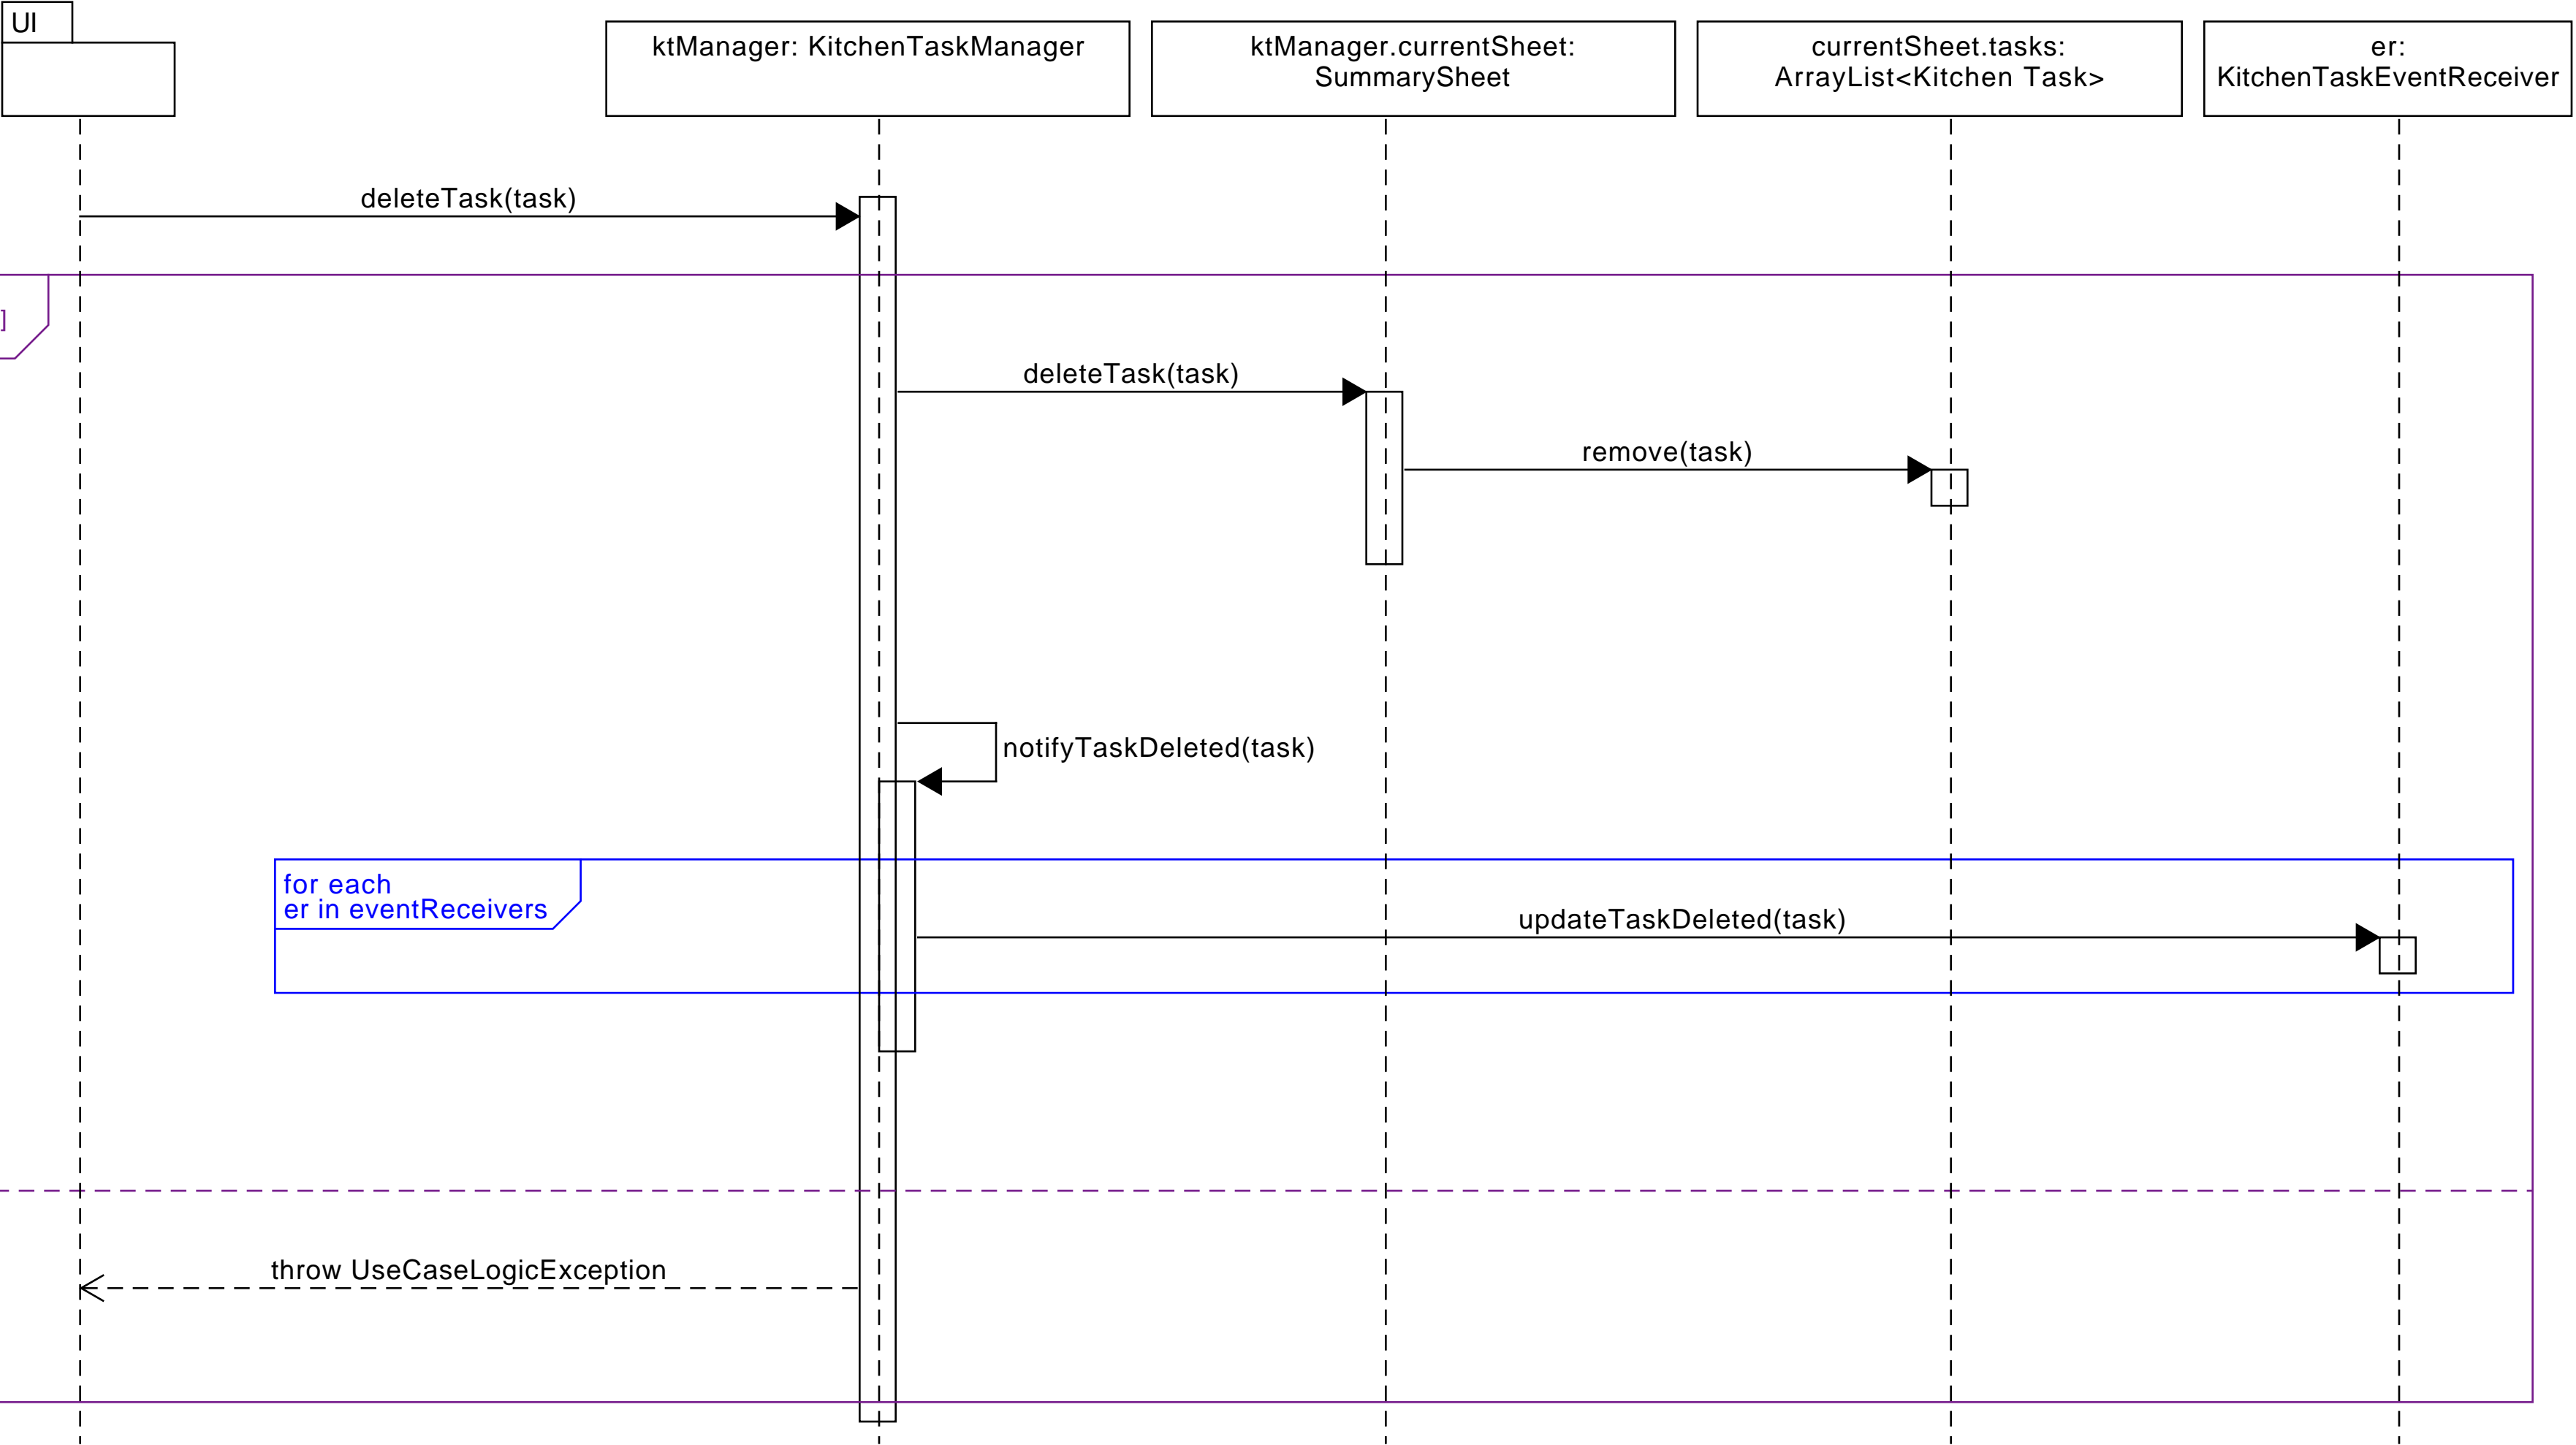 UI
ktManager: KitchenTaskManager
ktManager.currentSheet:
SummarySheet
currentSheet.tasks:
ArrayList<Kitchen Task>
er:
KitchenTaskEventReceiver
deleteTask(task)
]
deleteTask(task)
remove(task)
notifyTaskDeleted(task)
for each
er in eventReceivers
updateTaskDeleted(task)
throw UseCaseLogicException